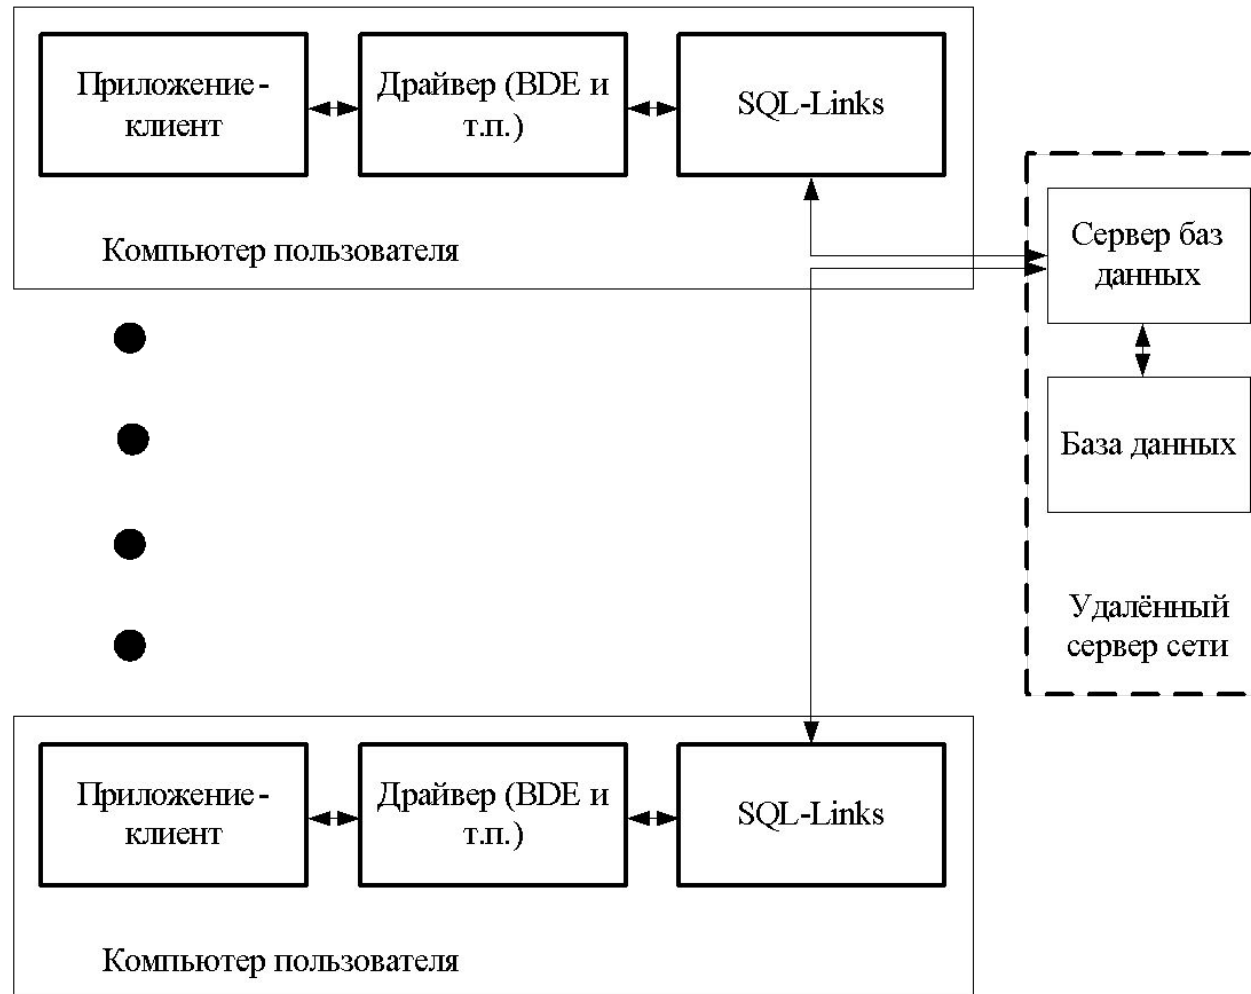 Приложение-
клиент
Драйвер (BDE и
т.п.)
SQL-Links
Компьютер пользователя
Сервер баз
данных
База данных
Удалённый
сервер сети
Приложение-
клиент
Драйвер (BDE и
т.п.)
SQL-Links
Компьютер пользователя